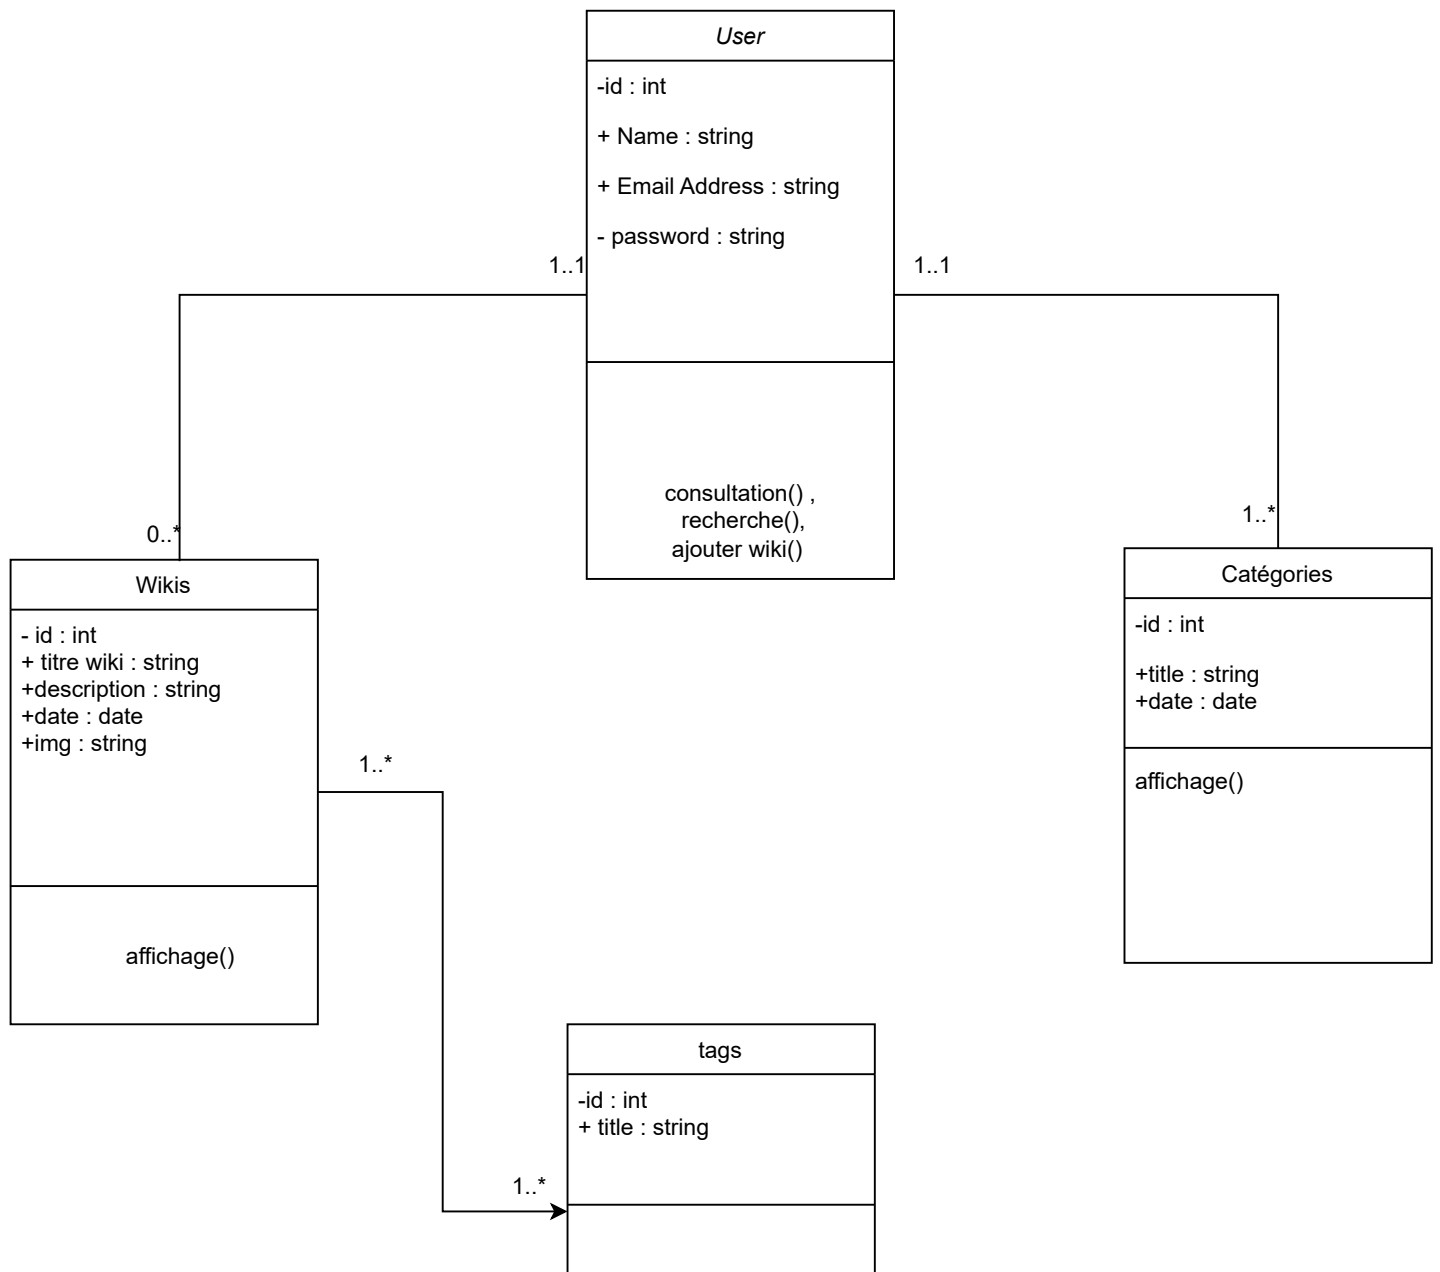 User
-id : int
+ Name : string
+ Email Address : string
- password : string
1..1
1..1
consultation() ,
recherche(),
ajouter wiki()
0..*
1..*
Wikis
- id : int
+ titre wiki : string
+description : string
+date : date
+img : string
affichage()
Catégories
-id : int
+title : string
+date : date
affichage()
1..*
1..*
tags
-id : int
+ title : string